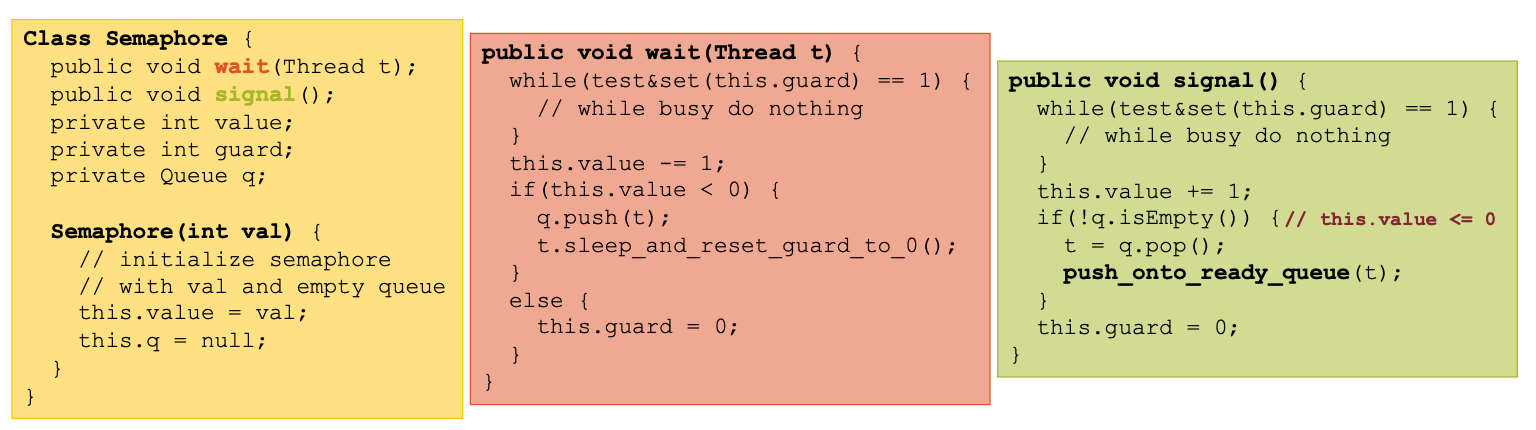 Class Semaphore {
  public void wait(Thread t);
  public void signal();
  private int value;
  private int guard;
  private Queue q;

  Semaphore(int val) {
    // initialize semaphore
    // with val and empty queue
    this.value = val;
    this.q = null;
  }
}
public void wait(Thread t) {
  while(test&set(this.guard) == 1) {
    // while busy do nothing
  }
  this.value -= 1;
  if(this.value < 0) {
    q.push(t);
    t.sleep_and_reset_guard_to_0();
  }
  else {
    this.guard = 0;
  }
}
public void signal() {
  while(test&set(this.guard) == 1) {
    // while busy do nothing
  }
  this.value += 1;
  if(!q.isEmpty()) {// this.value <= 0
    t = q.pop();
    push_onto_ready_queue(t);
  }
  this.guard = 0;
}